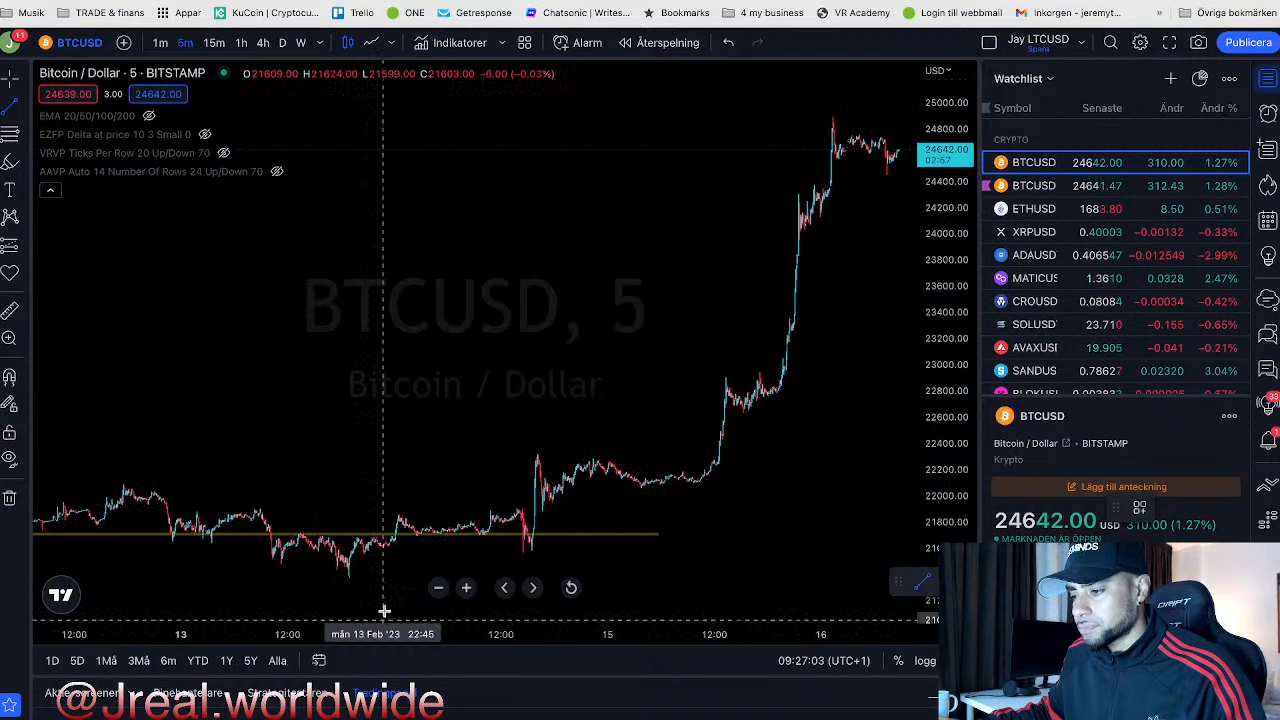 Musik
Kryptocu...
Appar
Kuddar (Captio...
Trello
ONE
Getresponse
Chatsonic | Writes...
Bookmarks
4 my business
VR Academy
Login till webmail
Migreen.org - Go...
»
Övriga bokmärken
J 11
BTCUSD
1m 5m 15m 1h 4h D W
Indikatorer
Alarm
Återspelning
Jay LTCUSD
Spara
Publicera
Bitcoin / Dollar · 5 · BITSTAMP
O21609.00 H21624.00 L21599.00 C21603.00 −6.00 (−0.03%)
24639.00 3.00 24642.00
EMA 20/50/100/200
EZFP Delta at price 10 3 Small 0
VRVP Ticks Per Row 20 Up/Down 70
AAVP Auto 14 Number Of Rows 24 Up/Down 70
BTCUSD, 5
Bitcoin / Dollar
USD
25000.00
24800.00
24642.00
02:57
24400.00
24200.00
24000.00
23800.00
23600.00
23400.00
23200.00
23000.00
22800.00
22600.00
22400.00
22200.00
22000.00
21800.00
12:00
13
12:00
mån 13 Feb '23 22:45
12:00
15
12:00
16
1D 5D 1Må 3Må 6m YTD 1Y 5Y Alla
09:27:03 (UTC+1)
% logg
@Jreal.worldwide
Watchlist
Symbol Senaste Ändr Ändr %
CRYPTO
BTCUSD 24642.00 310.00 1.27%
BTCUSD 24641.47 312.43 1.28%
ETHUSD 1683.80 8.50 0.51%
XRPUSD 0.40003 −0.00132 −0.33%
ADAUSD 0.406547 −0.012549 −2.99%
MATICUS 1.3610 0.0328 2.47%
CROUSD 0.08084 −0.00034 −0.42%
SOLUSD 23.710 −0.155 −0.65%
AVAXUSI 19.905 −0.041 −0.21%
SANDUS 0.78627 0.02320 3.04%
33
1
BTCUSD
Bitcoin / Dollar · BITSTAMP
Krypto
Lägg till anteckning
24642.00 USD 310.00 (1.27%)
MARKNADEN ÄR ÖPPEN